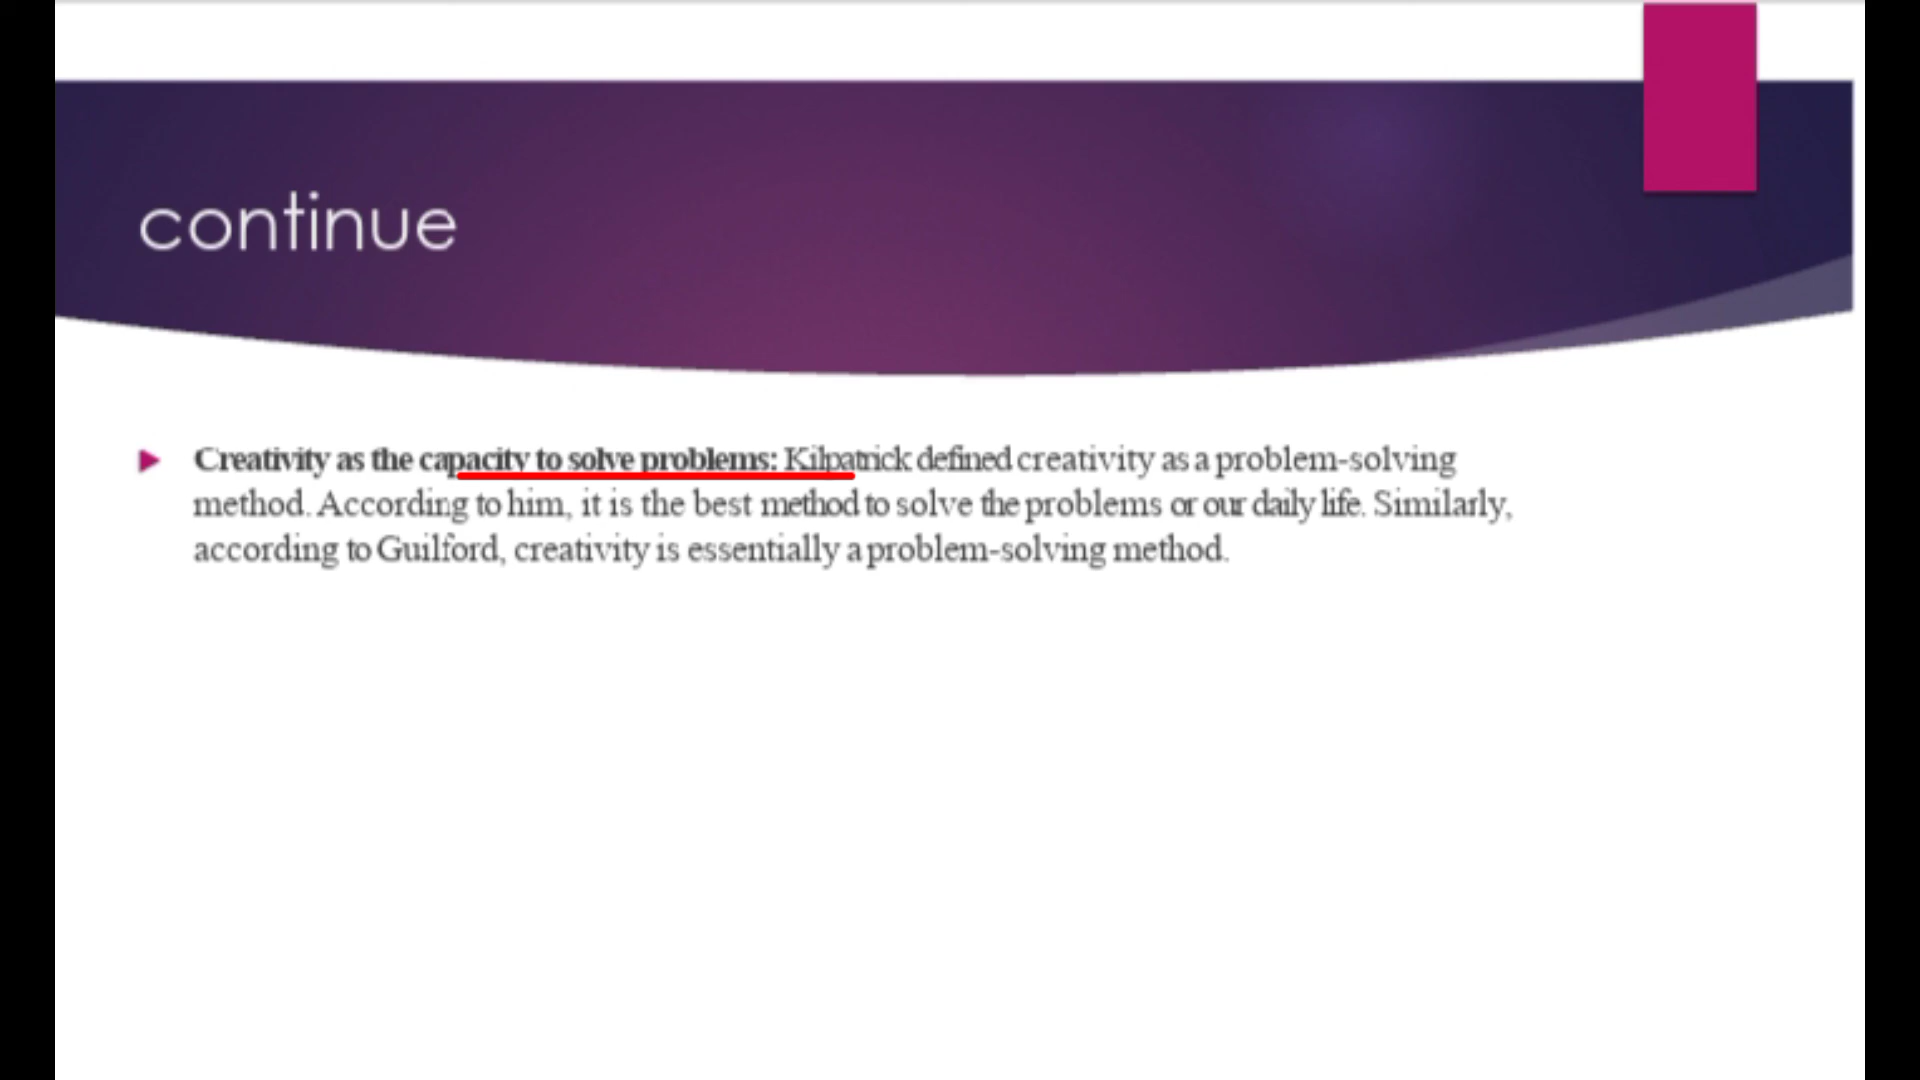 continue
Creativity as the capacity to solve problems: Kilpatrick defined creativity as a problem-solving
method. According to him, it is the best method to solve the problems or our daily life. Similarly,
according to Guilford, creativity is essentially a problem-solving method.